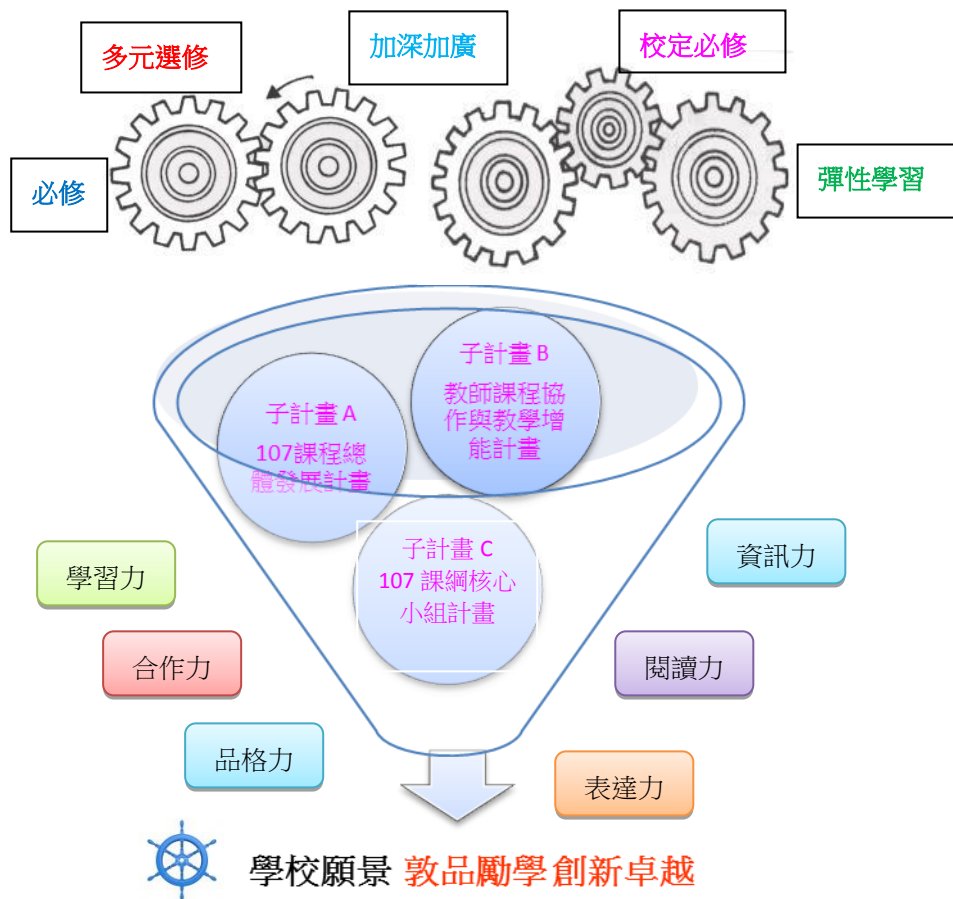 多元選修
加深加廣
校定必修
必修
彈性學習
子計畫 B
教師課程協
作與教學增
能計畫
子計畫 A
107課程總
體發展計畫
子計畫 C
107 課綱核心
小組計畫
學習力
資訊力
合作力
閱讀力
品格力
表達力
學校願景 敦品勵學 創新卓越